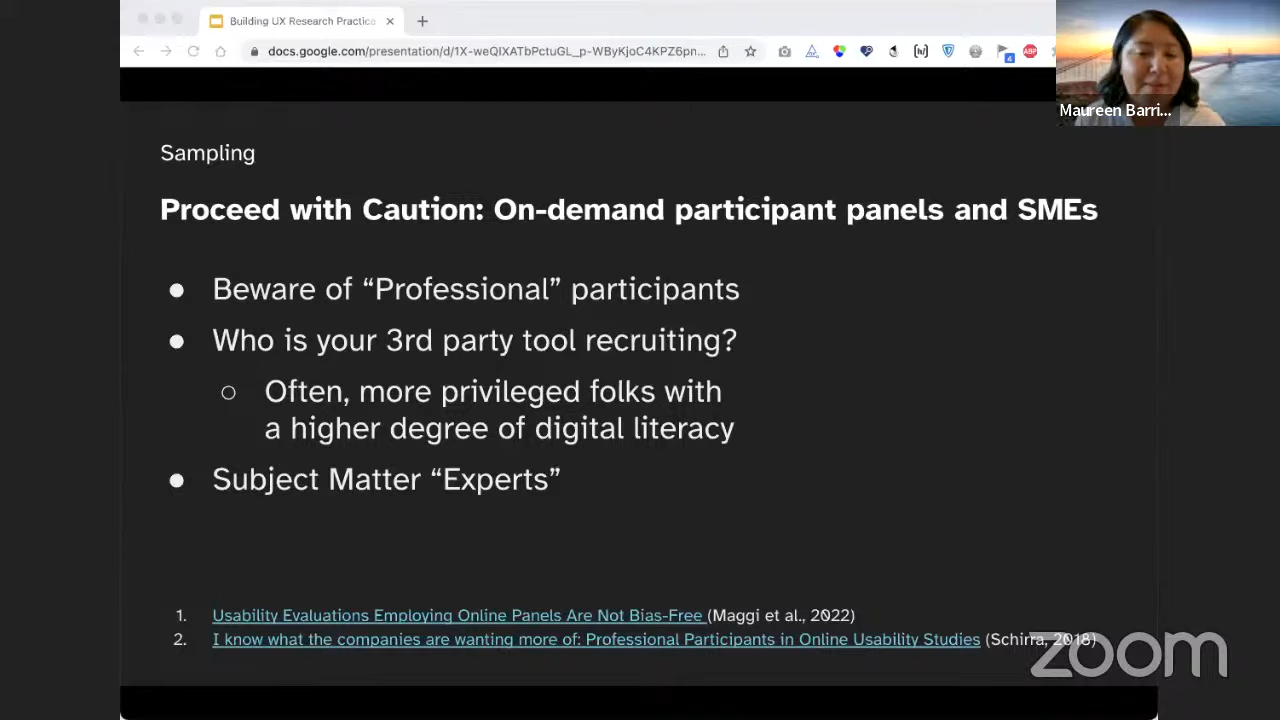 Building UX Research Practice
docs.google.com/presentation/d/1X-weQIXATbPctuGL_p-WByKjoC4KPZ6pn...
ABP
Maureen Barri...
Sampling
Proceed with Caution: On-demand participant panels and SMEs
● Beware of “Professional” participants
● Who is your 3rd party tool recruiting?
○ Often, more privileged folks with
a higher degree of digital literacy
● Subject Matter “Experts”
1. Usability Evaluations Employing Online Panels Are Not Bias-Free (Maggi et al., 2022)
2. I know what the companies are wanting more of: Professional Participants in Online Usability Studies (Schirra, 2018)
zoom